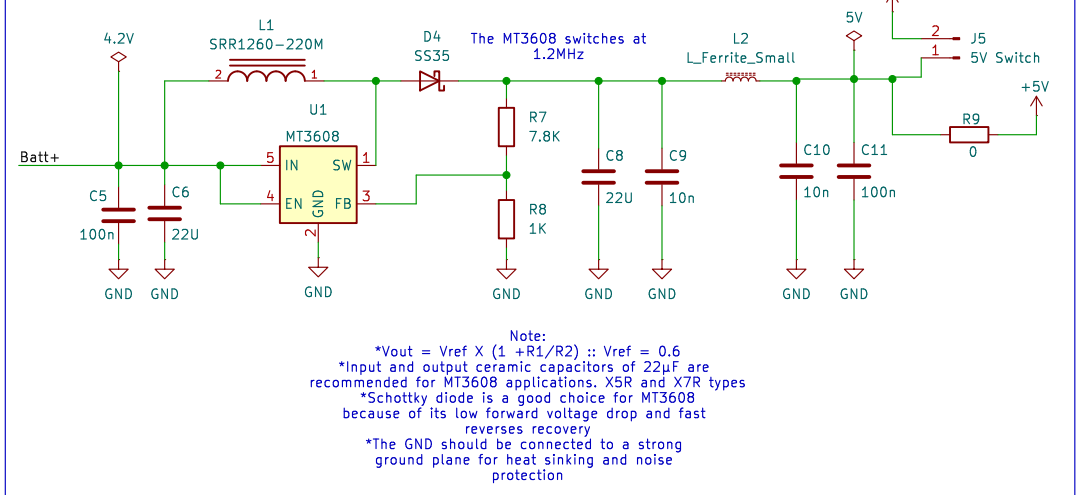 4.2V
L1
SRR1260-220M
2
1
D4
SS35
The MT3608 switches at
1.2MHz
L2
L_Ferrite_Small
5V
2
1
J5
5V Switch
+5V
R9
0
U1
MT3608
Batt+
5
IN
SW
1
4
EN
GND
FB
3
2
R7
7.8K
R8
1K
C5
100n
C6
22U
C8
22U
C9
10n
C10
10n
C11
100n
GND
GND
GND
GND
GND
GND
GND
GND
Note:
*Vout = Vref X (1 +R1/R2) :: Vref = 0.6
*Input and output ceramic capacitors of 22µF are
recommended for MT3608 applications. X5R and X7R types
*Schottky diode is a good choice for MT3608
because of its low forward voltage drop and fast
reverses recovery
*The GND should be connected to a strong
ground plane for heat sinking and noise
protection